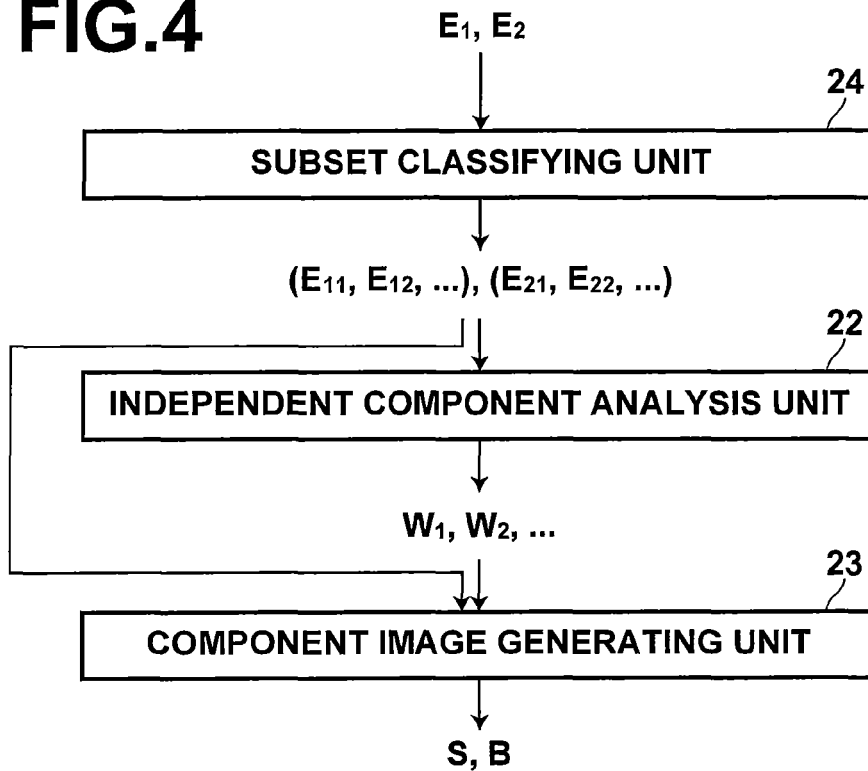 FIG.4
E₁, E₂
24
SUBSET CLASSIFYING UNIT
(E₁₁, E₁₂, ...), (E₂₁, E₂₂, ...)
22
INDEPENDENT COMPONENT ANALYSIS UNIT
W₁, W₂, ...
23
COMPONENT IMAGE GENERATING UNIT
S, B